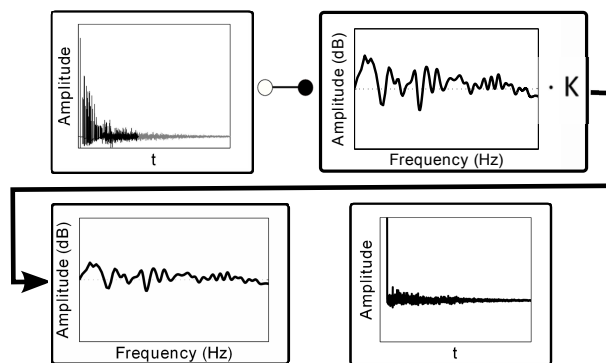 Amplitude
t
Amplitude (dB)
Frequency (Hz)
· K
Amplitude (dB)
Frequency (Hz)
Amplitude
t